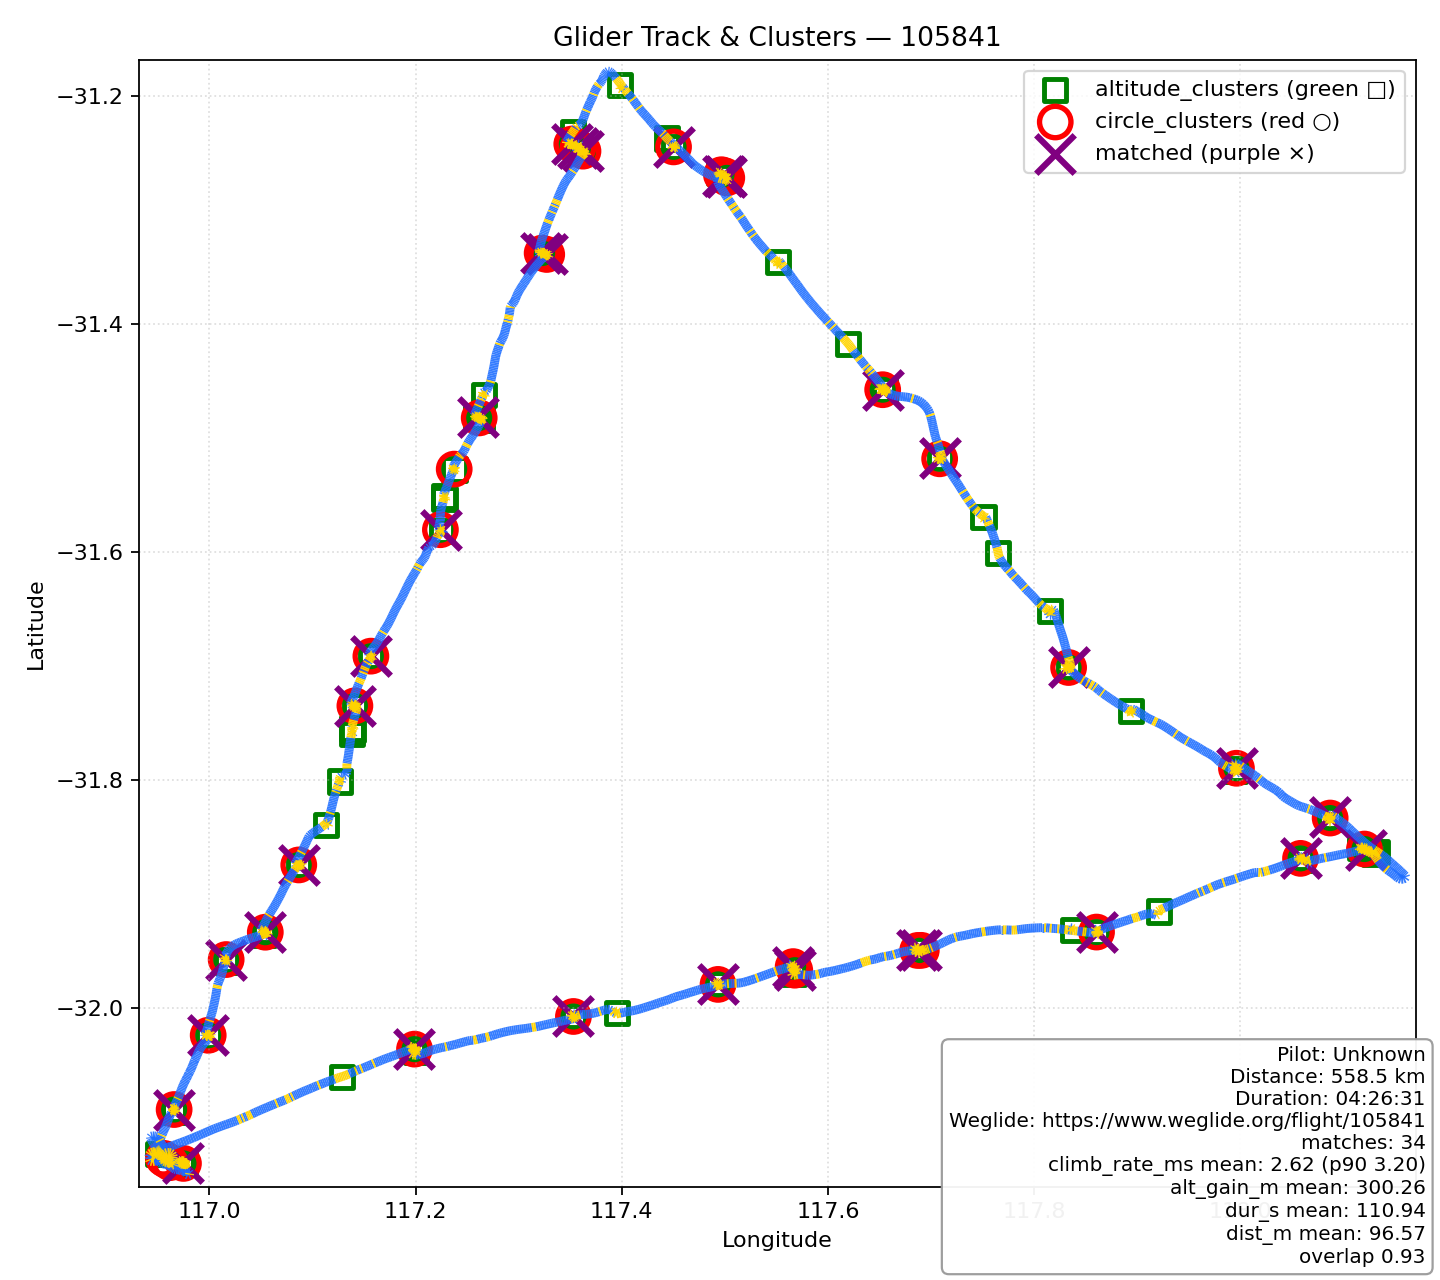 Glider Track & Clusters — 105841
altitude_clusters (green □)
circle_clusters (red ○)
matched (purple ×)
Latitude
−31.2
−31.4
−31.6
−31.8
−32.0
117.0
117.2
117.4
117.6
117.8
Longitude
Pilot: Unknown
Distance: 558.5 km
Duration: 04:26:31
Weglide: https://www.weglide.org/flight/105841
matches: 34
climb_rate_ms mean: 2.62 (p90 3.20)
alt_gain_m mean: 300.26
dur_s mean: 110.94
dist_m mean: 96.57
overlap 0.93